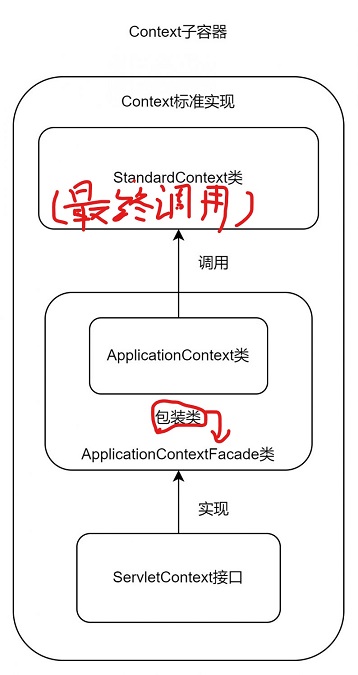 Context子容器
Context标准实现
StandardContext类
(最终调用)
调用
ApplicationContext类
包装类
ApplicationContextFacade类
实现
ServletContext接口